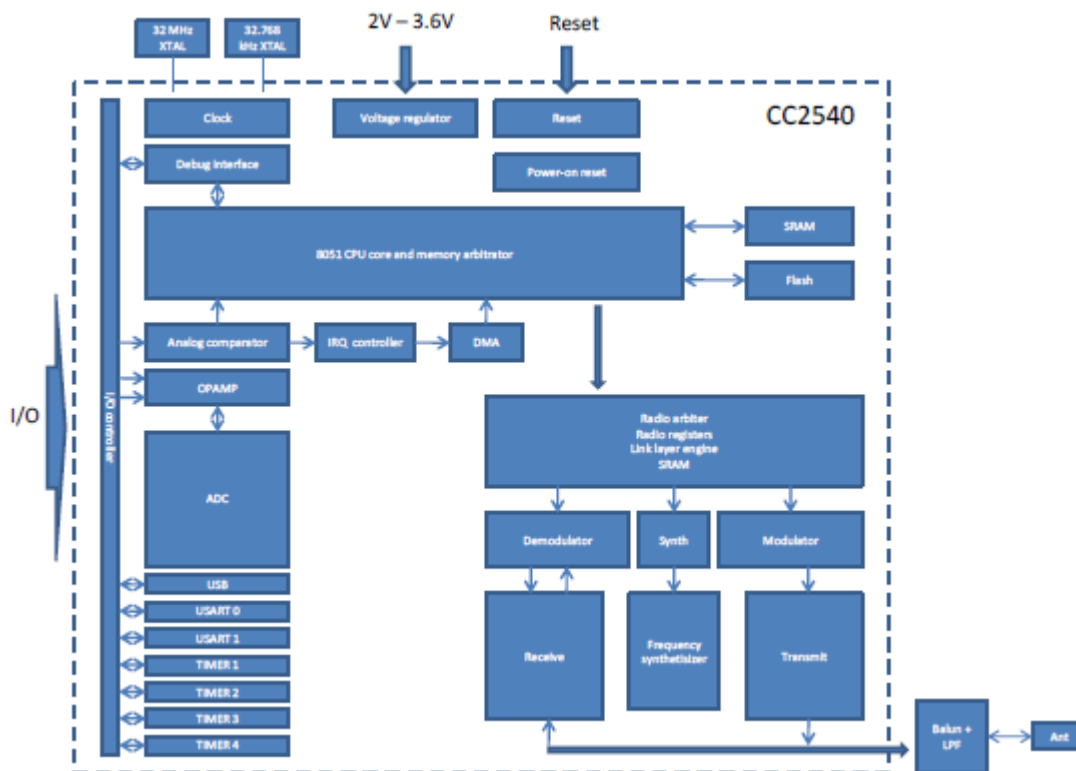 32 MHz
XTAL
32.768
kHz XTAL
2V – 3.6V
Reset
Clock
Voltage regulator
Reset
CC2540
Debug interface
Power-on reset
8051 CPU core and memory arbitrator
SRAM
Flash
Analog comparator
IRQ controller
DMA
OPAMP
I/O
I/O controller
ADC
Radio arbiter
Radio registers
Link layer engine
SRAM
Demodulator
Synth
Modulator
USB
USART 0
USART 1
TIMER 1
TIMER 2
TIMER 3
TIMER 4
Receive
Frequency
synthetisizer
Transmit
Balun +
LPF
Ant